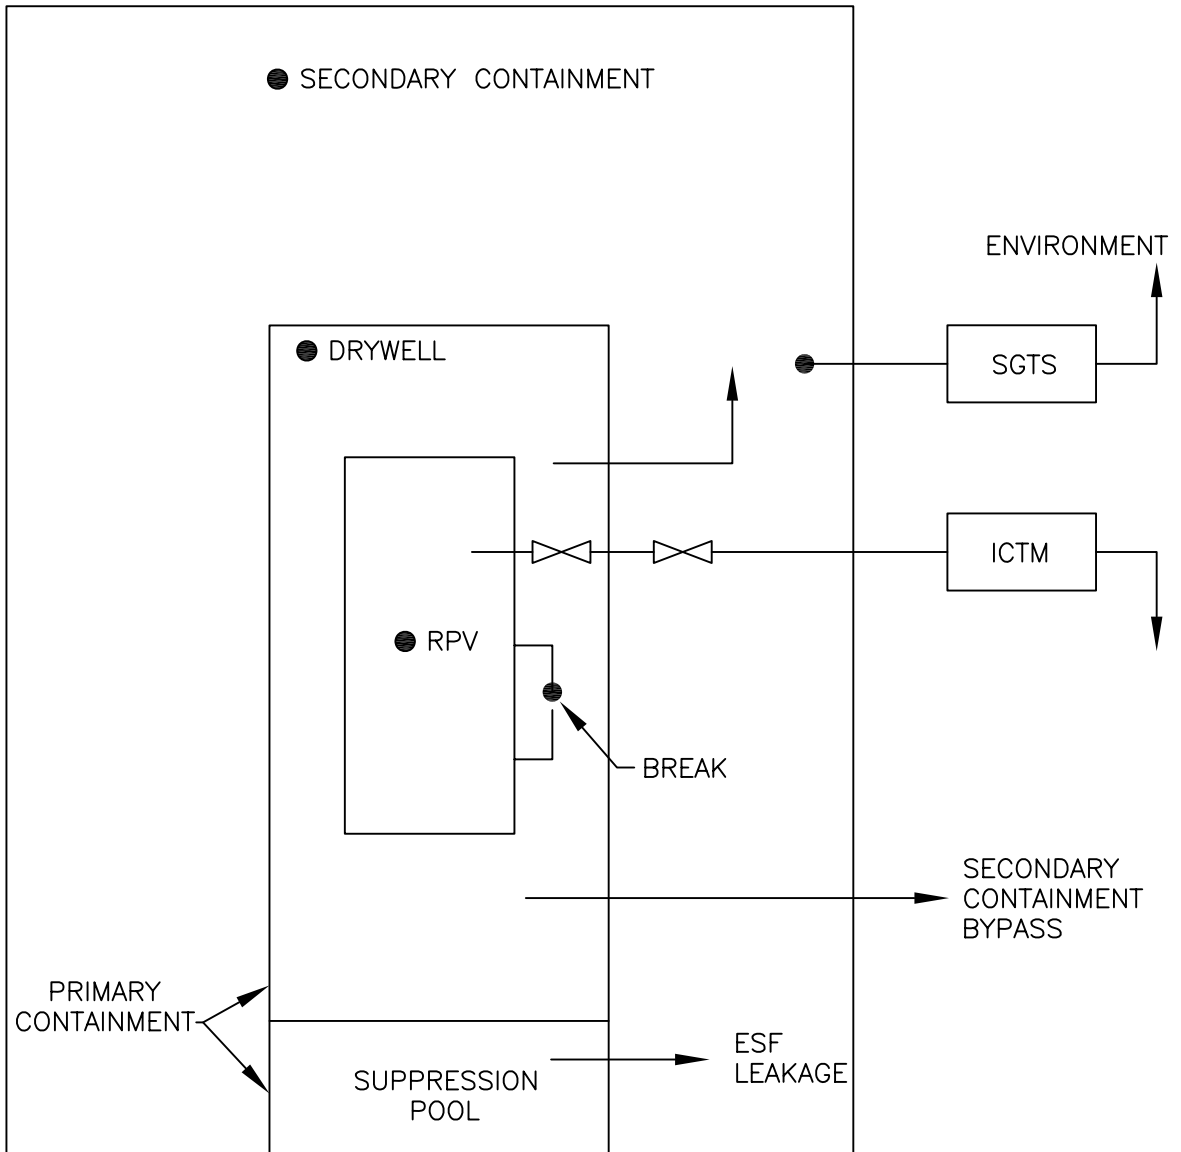 SECONDARY CONTAINMENT
ENVIRONMENT
DRYWELL
SGTS
ICTM
RPV
BREAK
SECONDARY
CONTAINMENT
BYPASS
PRIMARY
CONTAINMENT
ESF
LEAKAGE
SUPPRESSION
POOL